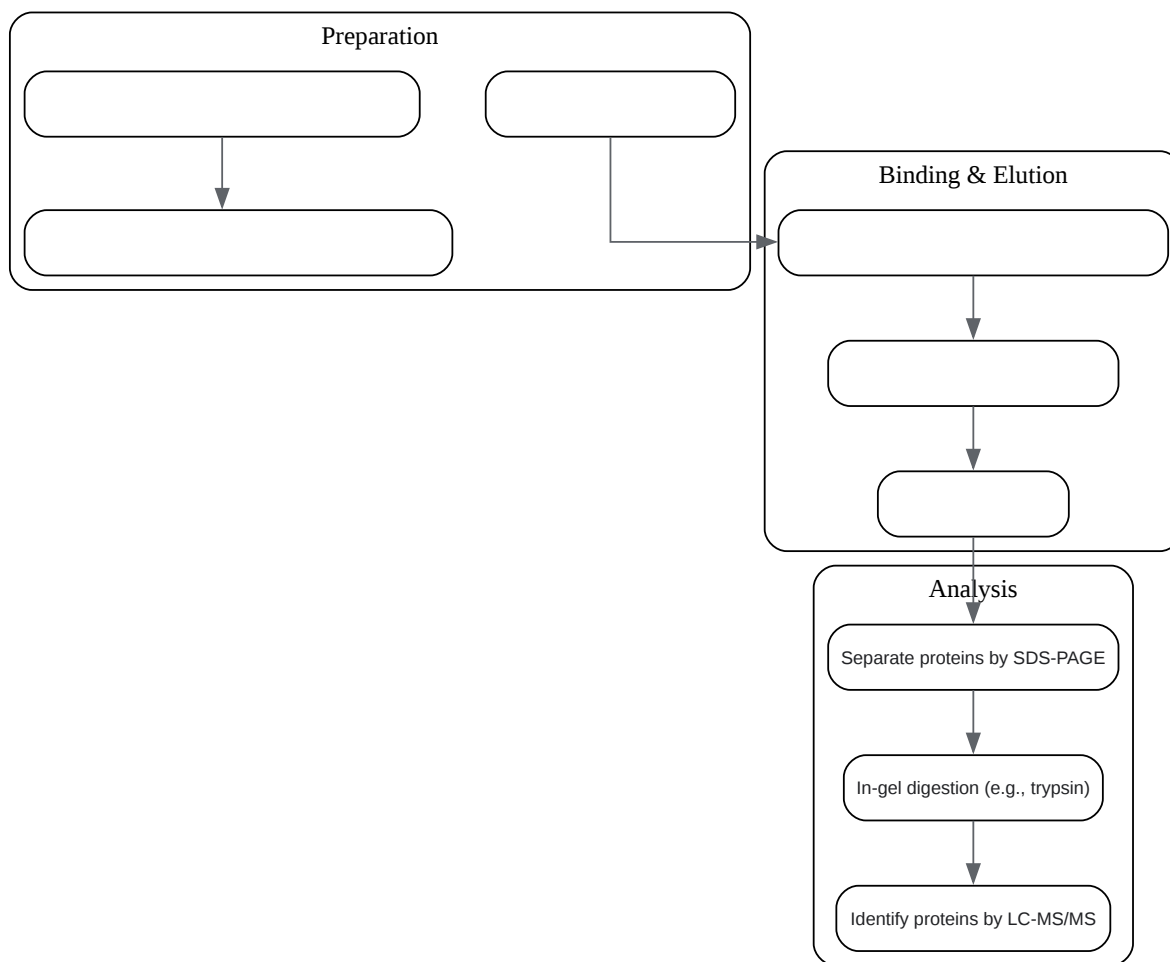 Preparation
Binding & Elution
Analysis
Separate proteins by SDS-PAGE
In-gel digestion (e.g., trypsin)
Identify proteins by LC-MS/MS